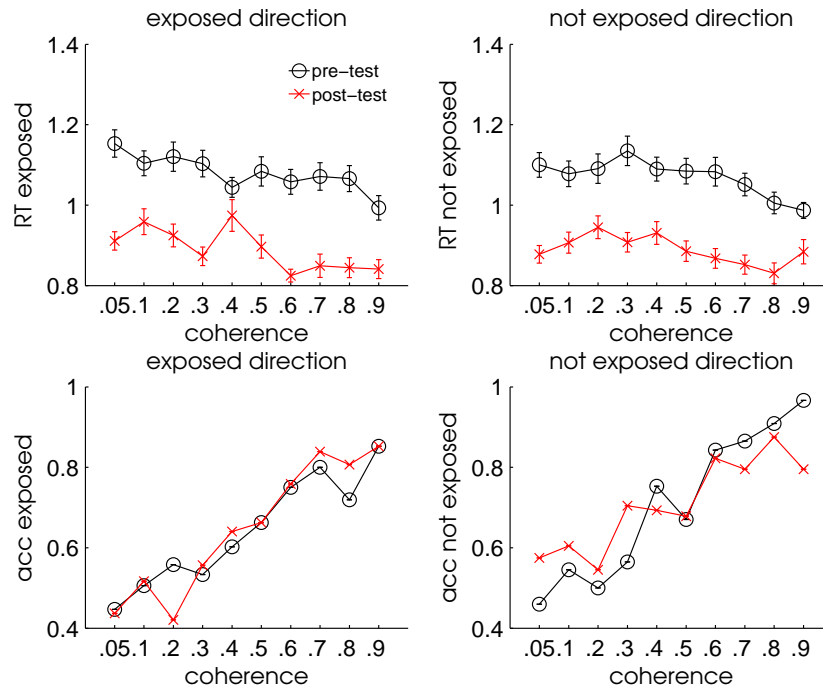 exposed direction
1.4
1.2
1
0.8
RT exposed
pre-test
post-test
.05 .1 .2 .3 .4 .5 .6 .7 .8 .9
coherence
not exposed direction
1.4
1.2
1
0.8
RT not exposed
.05 .1 .2 .3 .4 .5 .6 .7 .8 .9
coherence
exposed direction
1
0.8
0.6
0.4
acc exposed
.05 .1 .2 .3 .4 .5 .6 .7 .8 .9
coherence
not exposed direction
1
0.8
0.6
0.4
acc not exposed
.05 .1 .2 .3 .4 .5 .6 .7 .8 .9
coherence